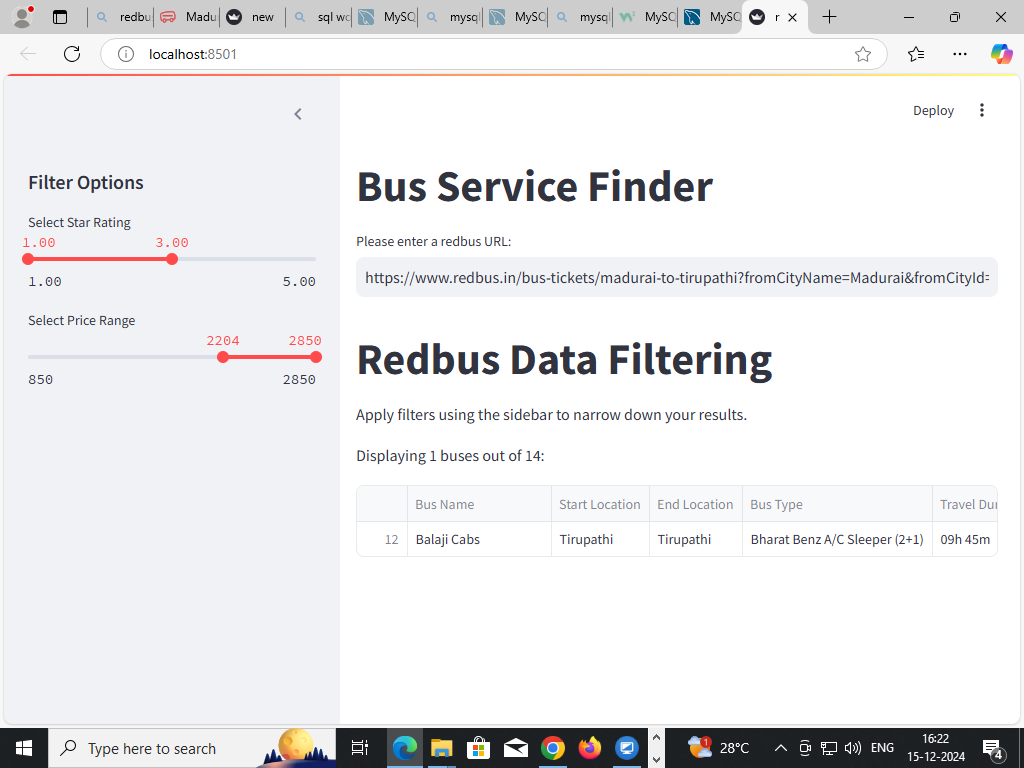 redbu
Madu
new
sql wo
MySQ
mysql
MySQ
mysql
MySQ
MySQ
r
localhost:8501
Deploy
Filter Options
Select Star Rating
1.00 3.00
1.00 5.00
Select Price Range
2204 2850
850 2850
Bus Service Finder
Please enter a redbus URL:
https://www.redbus.in/bus-tickets/madurai-to-tirupathi?fromCityName=Madurai&fromCityId=
Redbus Data Filtering
Apply filters using the sidebar to narrow down your results.
Displaying 1 buses out of 14:
Bus Name Start Location End Location Bus Type Travel Dur
12 Balaji Cabs Tirupathi Tirupathi Bharat Benz A/C Sleeper (2+1) 09h 45m
Type here to search
1
28°C
ENG
16:22
15-12-2024
4